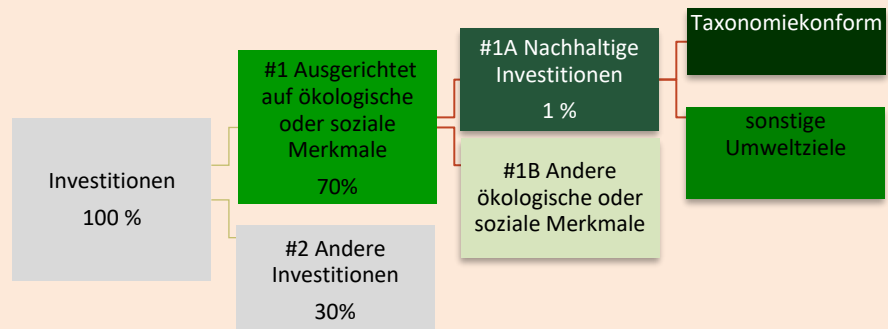 Investitionen
100 %
#1 Ausgerichtet
auf ökologische
oder soziale
Merkmale
70%
#2 Andere
Investitionen
30%
#1A Nachhaltige
Investitionen
1 %
#1B Andere
ökologische oder
soziale Merkmale
Taxonomiekonform
sonstige
Umweltziele